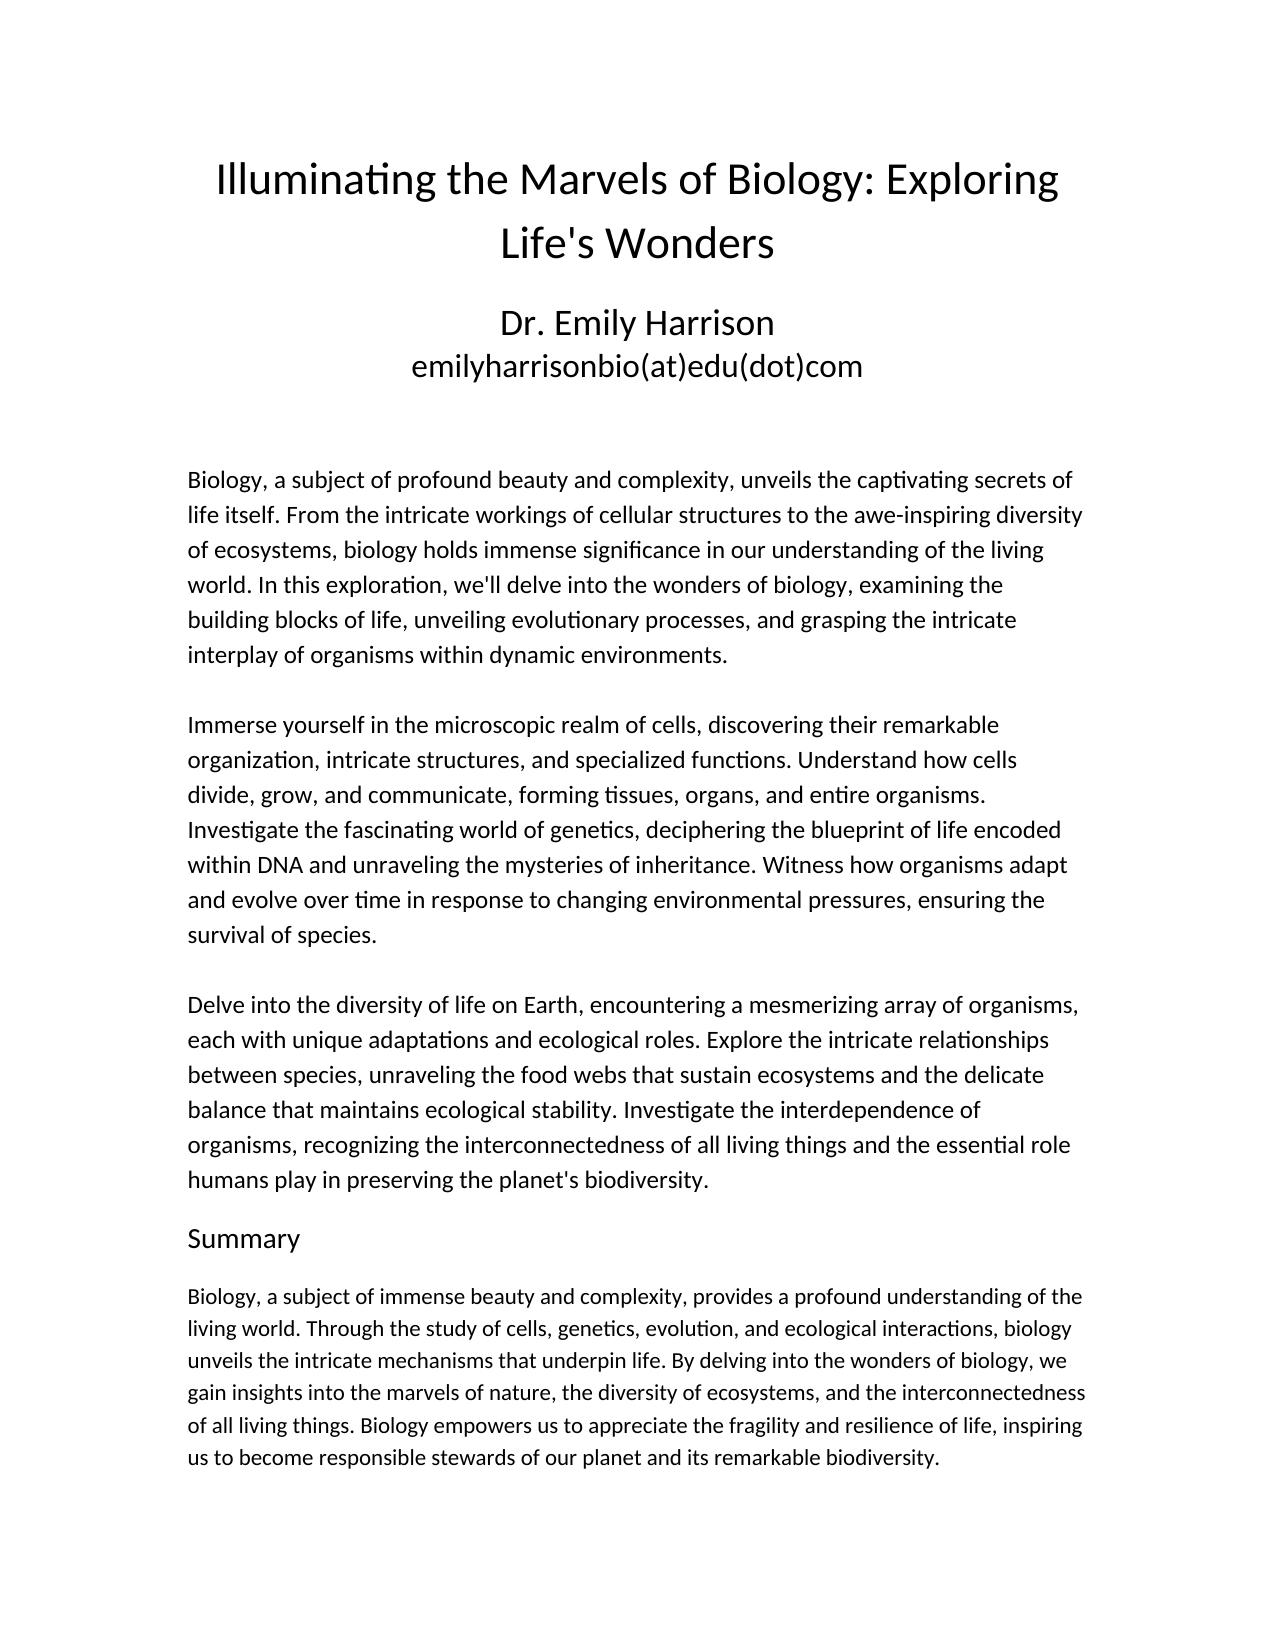 Illuminating the Marvels of Biology: Exploring
Life's Wonders
Dr. Emily Harrison
emilyharrisonbio(at)edu(dot)com
Biology, a subject of profound beauty and complexity, unveils the captivating secrets of
life itself. From the intricate workings of cellular structures to the awe-inspiring diversity
of ecosystems, biology holds immense significance in our understanding of the living
world. In this exploration, we'll delve into the wonders of biology, examining the
building blocks of life, unveiling evolutionary processes, and grasping the intricate
interplay of organisms within dynamic environments.
Immerse yourself in the microscopic realm of cells, discovering their remarkable
organization, intricate structures, and specialized functions. Understand how cells
divide, grow, and communicate, forming tissues, organs, and entire organisms.
Investigate the fascinating world of genetics, deciphering the blueprint of life encoded
within DNA and unraveling the mysteries of inheritance. Witness how organisms adapt
and evolve over time in response to changing environmental pressures, ensuring the
survival of species.
Delve into the diversity of life on Earth, encountering a mesmerizing array of organisms,
each with unique adaptations and ecological roles. Explore the intricate relationships
between species, unraveling the food webs that sustain ecosystems and the delicate
balance that maintains ecological stability. Investigate the interdependence of
organisms, recognizing the interconnectedness of all living things and the essential role
humans play in preserving the planet's biodiversity.
Summary
Biology, a subject of immense beauty and complexity, provides a profound understanding of the
living world. Through the study of cells, genetics, evolution, and ecological interactions, biology
unveils the intricate mechanisms that underpin life. By delving into the wonders of biology, we
gain insights into the marvels of nature, the diversity of ecosystems, and the interconnectedness
of all living things. Biology empowers us to appreciate the fragility and resilience of life, inspiring
us to become responsible stewards of our planet and its remarkable biodiversity.